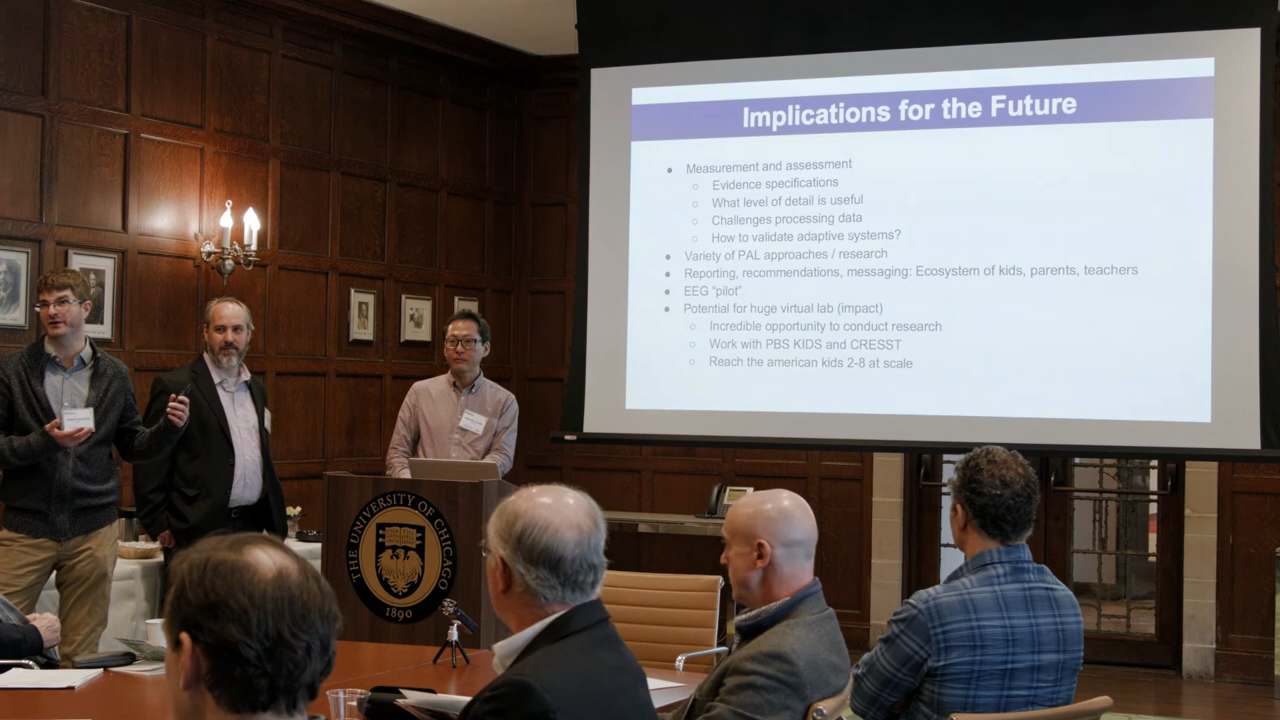 Implications for the Future
● Measurement and assessment
○ Evidence specifications
○ What level of detail is useful
○ Challenges processing data
○ How to validate adaptive systems?
● Variety of PAL approaches / research
● Reporting, recommendations, messaging: Ecosystem of kids, parents, teachers
● EEG "pilot"
● Potential for huge virtual lab (impact)
○ Incredible opportunity to conduct research
○ Work with PBS KIDS and CRESST
○ Reach the american kids 2-8 at scale
THE UNIVERSITY OF CHICAGO
1890